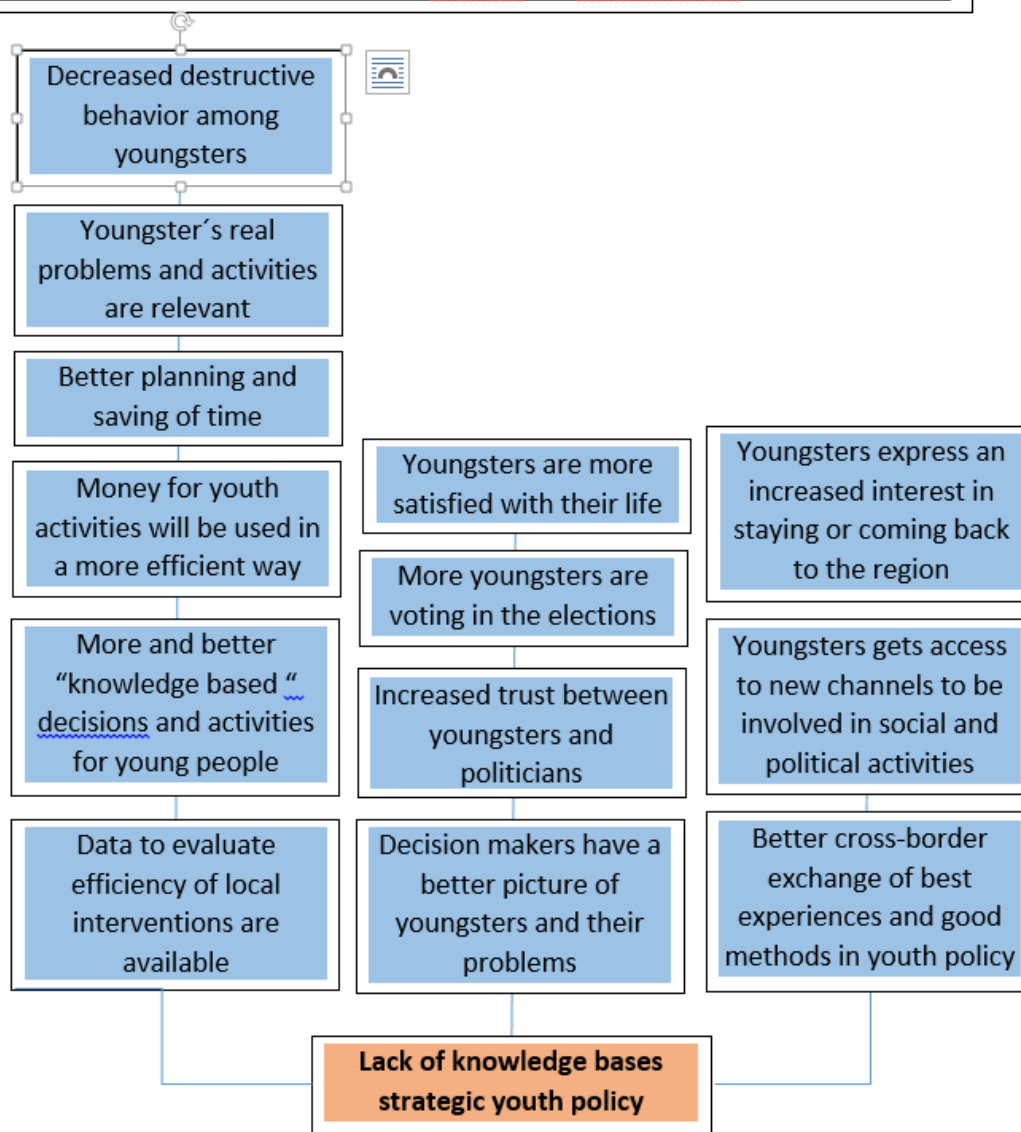 Decreased destructive
behavior among
youngsters
Youngster´s real
problems and activities
are relevant
Better planning and
saving of time
Money for youth
activities will be used in
a more efficient way
More and better
“knowledge based “
decisions and activities
for young people
Data to evaluate
efficiency of local
interventions are
available
Youngsters are more
satisfied with their life
More youngsters are
voting in the elections
Increased trust between
youngsters and
politicians
Decision makers have a
better picture of
youngsters and their
problems
Youngsters express an
increased interest in
staying or coming back
to the region
Youngsters gets access
to new channels to be
involved in social and
political activities
Better cross-border
exchange of best
experiences and good
methods in youth policy
Lack of knowledge bases
strategic youth policy